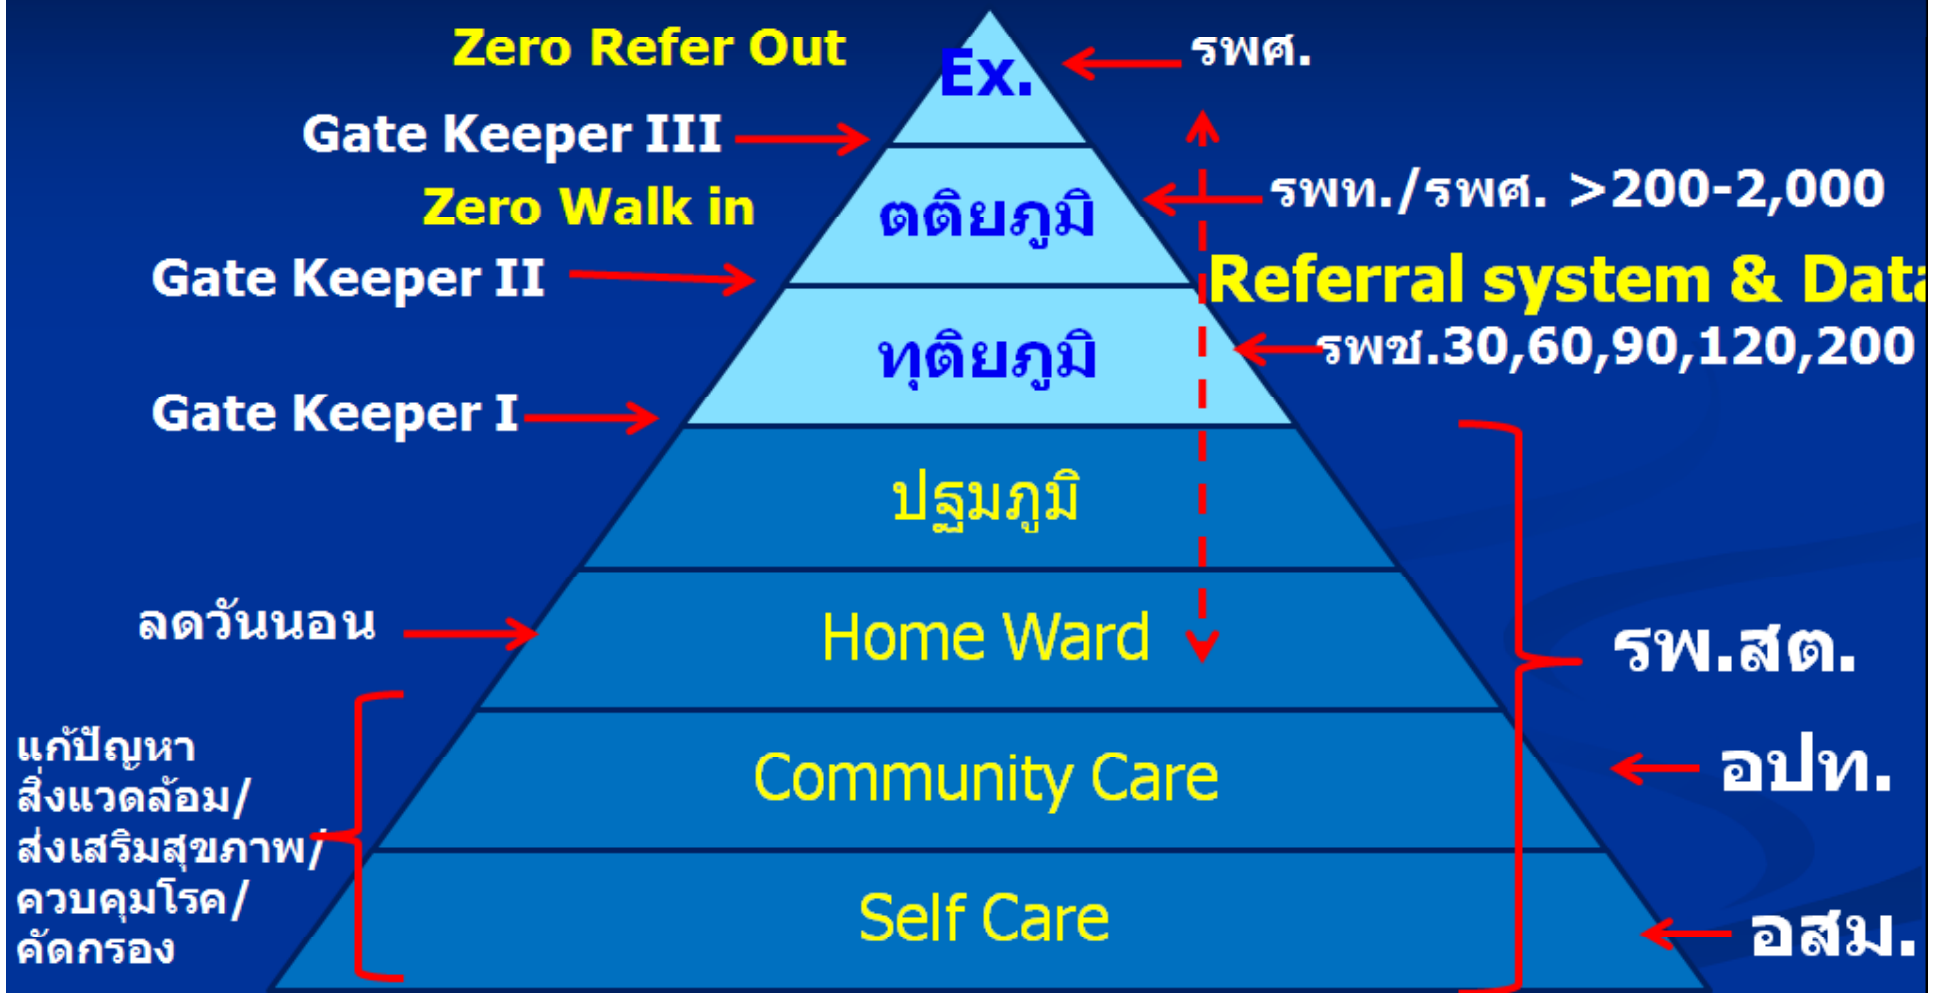 Zero Refer Out
Ex.
รพศ.
Gate Keeper III
Zero Walk in
ตติยภูมิ
รพท./รพศ. >200-2,000
Gate Keeper II
Referral system & Data
ทุติยภูมิ
รพช.30,60,90,120,200
Gate Keeper I
ปฐมภูมิ
ลดวันนอน
Home Ward
รพ.สต.
แก้ปัญหา
สิ่งแวดล้อม/
ส่งเสริมสุขภาพ/
ควบคุมโรค/
คัดกรอง
Community Care
อปท.
Self Care
อสม.